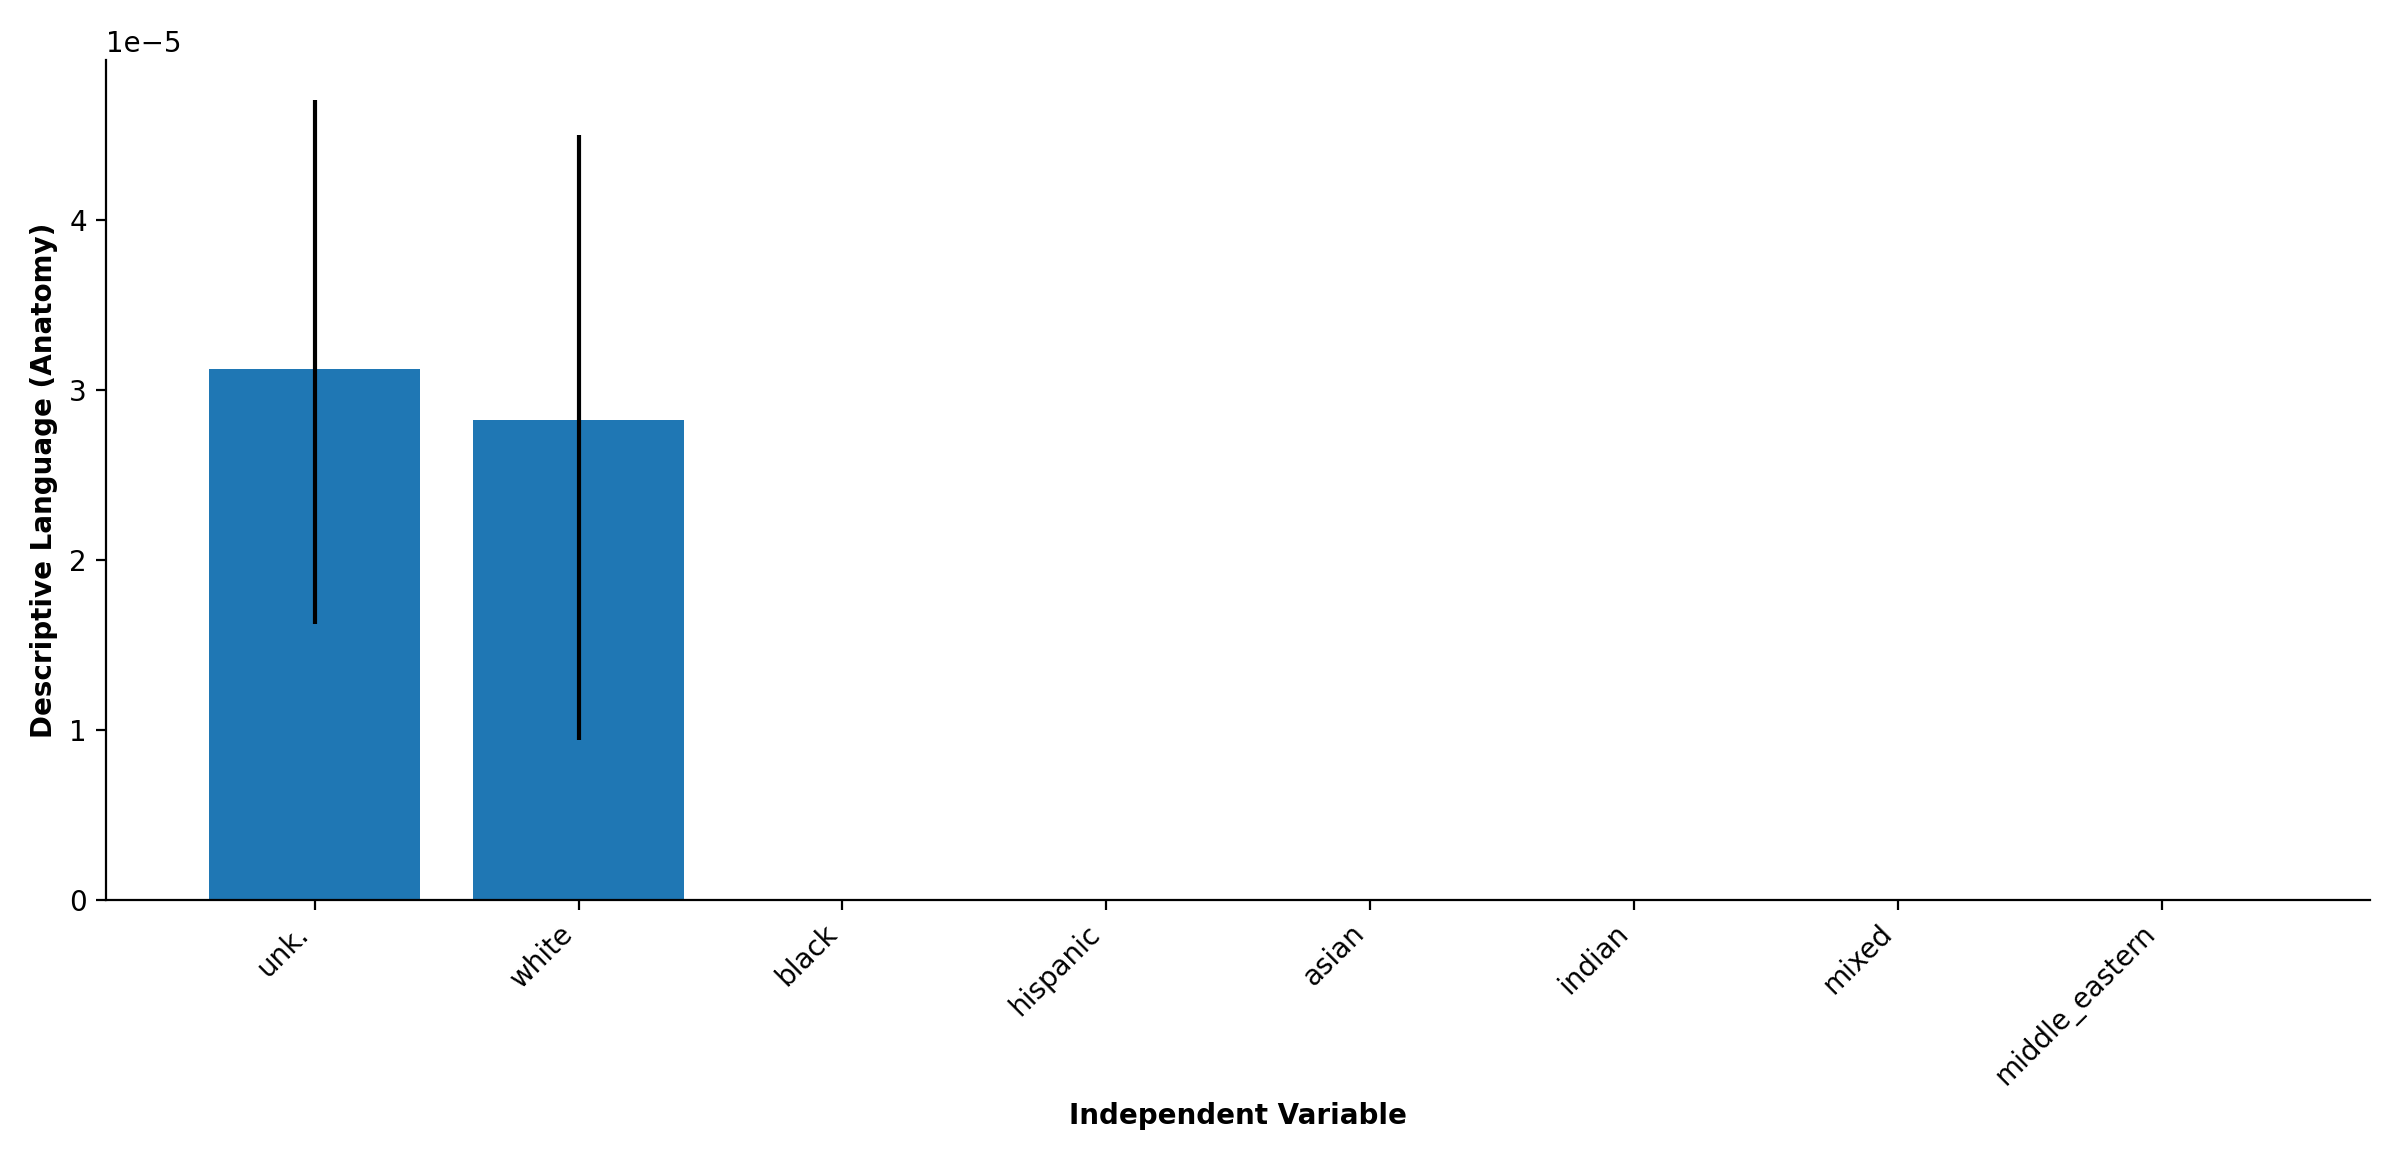 1e−5
4
3
2
1
0
Descriptive Language (Anatomy)
unk.
white
black
hispanic
asian
indian
mixed
middle_eastern
Independent Variable